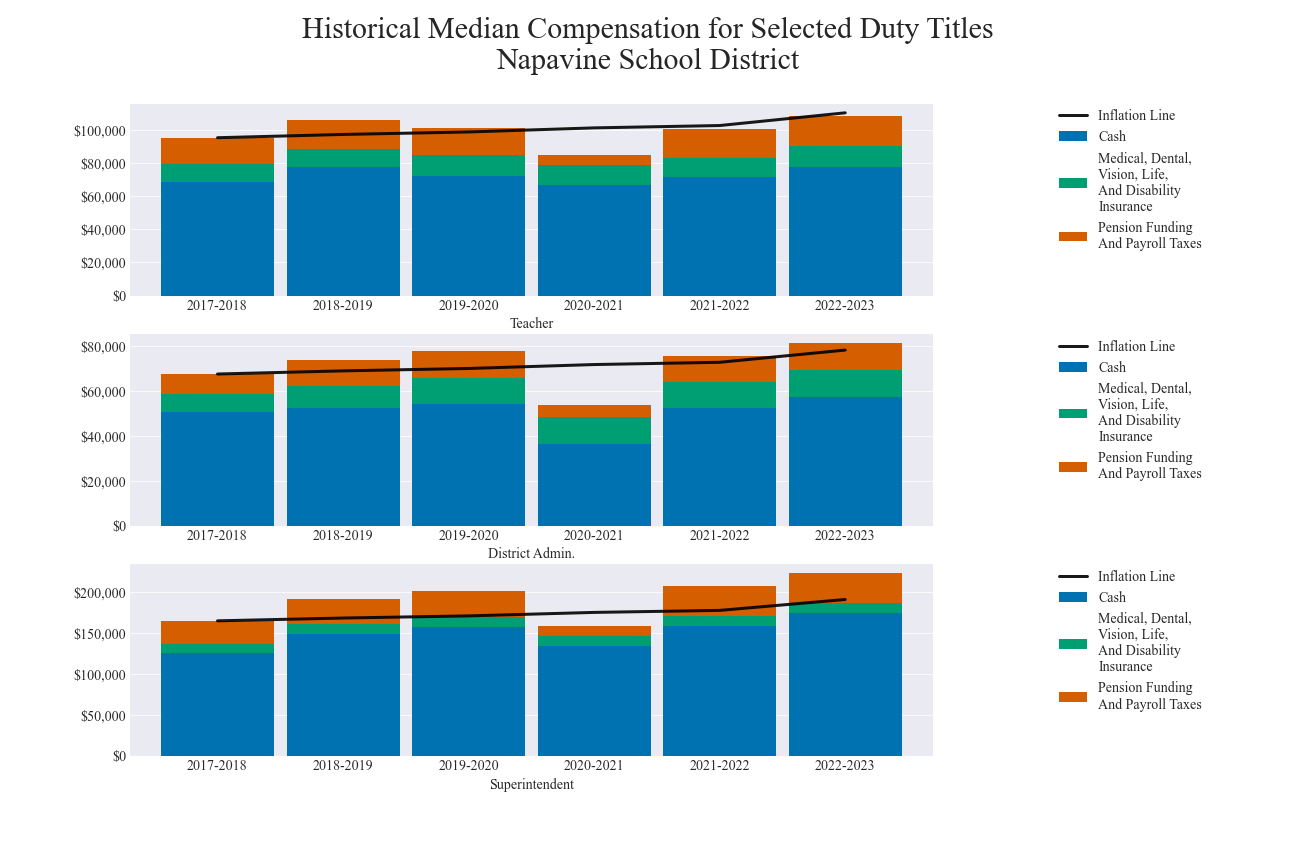 Historical Median Compensation for Selected Duty Titles
Napavine School District
$100,000
$80,000
$60,000
$40,000
$20,000
$0
2017-2018 2018-2019 2019-2020 2020-2021 2021-2022 2022-2023
Teacher
Inflation Line
Cash
Medical, Dental,
Vision, Life,
And Disability
Insurance
Pension Funding
And Payroll Taxes
$80,000
$60,000
$40,000
$20,000
$0
2017-2018 2018-2019 2019-2020 2020-2021 2021-2022 2022-2023
District Admin.
Inflation Line
Cash
Medical, Dental,
Vision, Life,
And Disability
Insurance
Pension Funding
And Payroll Taxes
$200,000
$150,000
$100,000
$50,000
$0
2017-2018 2018-2019 2019-2020 2020-2021 2021-2022 2022-2023
Superintendent
Inflation Line
Cash
Medical, Dental,
Vision, Life,
And Disability
Insurance
Pension Funding
And Payroll Taxes